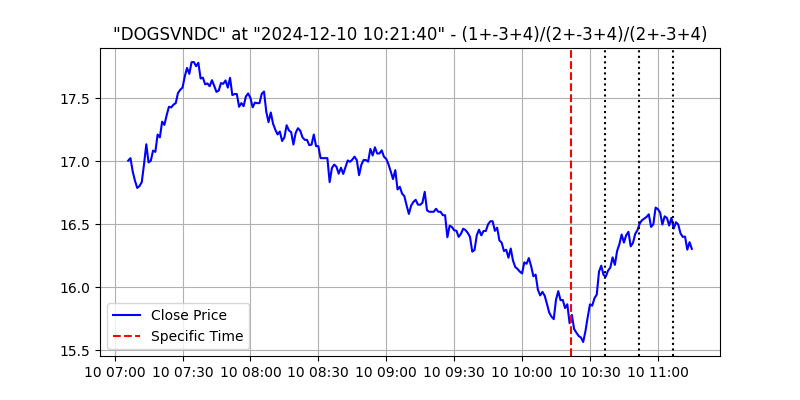 "DOGSVNDC" at "2024-12-10 10:21:40" - (1+-3+4)/(2+-3+4)/(2+-3+4)
17.5
17.0
16.5
16.0
15.5
Close Price
Specific Time
10 07:00 10 07:30 10 08:00 10 08:30 10 09:00 10 09:30 10 10:00 10 10:30 10 11:00